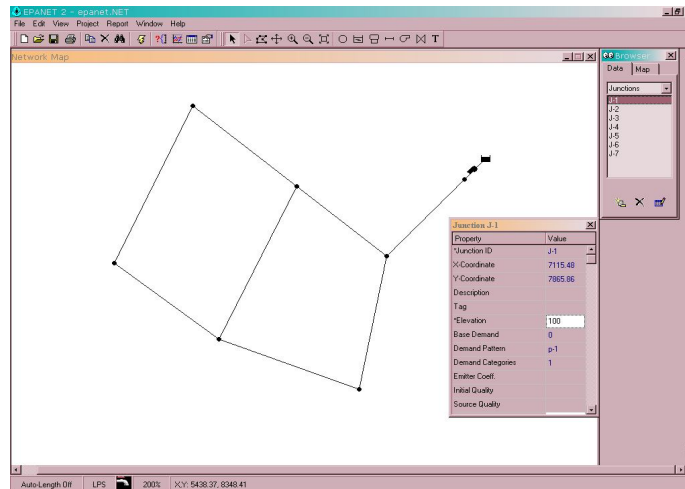 EPANET 2 - epanet.NET
File Edit View Project Report Window Help
T
Network Map
Browser
Data Map
Junctions
J-1
J-2
J-3
J-4
J-5
J-6
J-7
Junction J-1
Property Value
*Junction ID J-1
X-Coordinate 7115.48
Y-Coordinate 7865.86
Description
Tag
*Elevation 100
Base Demand 0
Demand Pattern p-1
Demand Categories 1
Emitter Coeff.
Initial Quality
Source Quality
Auto-Length Off LPS 200% X,Y: 5438.37, 8348.41